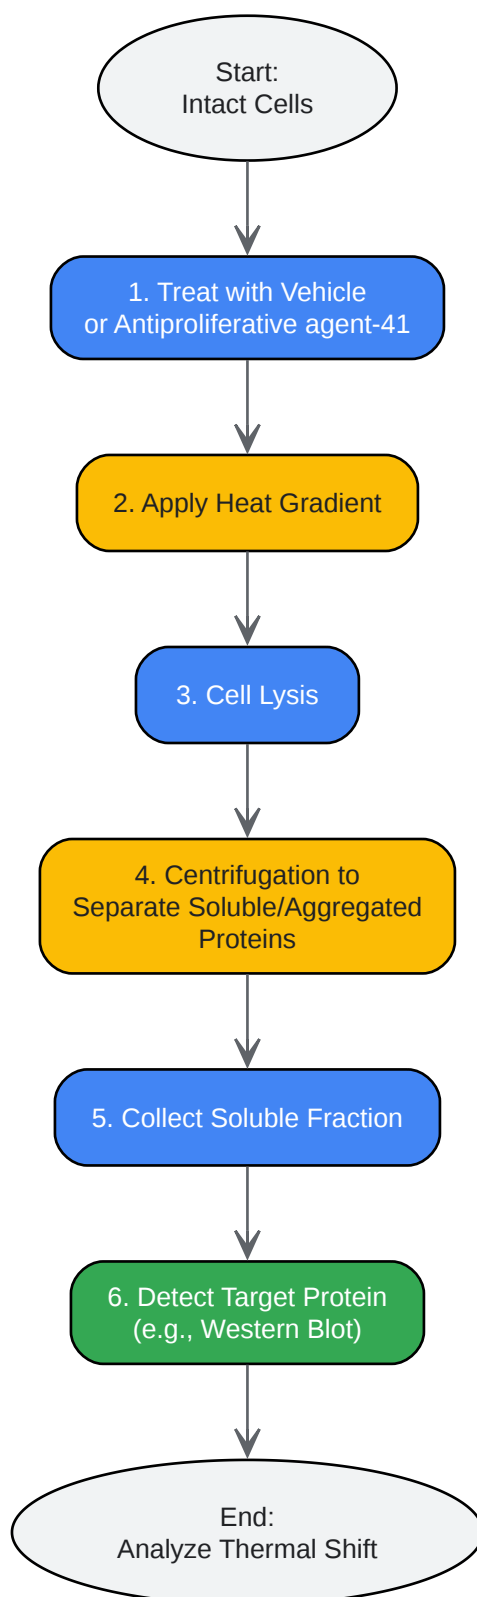 Start:
Intact Cells
1. Treat with Vehicle
or Antiproliferative agent-41
2. Apply Heat Gradient
3. Cell Lysis
4. Centrifugation to
Separate Soluble/Aggregated
Proteins
5. Collect Soluble Fraction
6. Detect Target Protein
(e.g., Western Blot)
End:
Analyze Thermal Shift